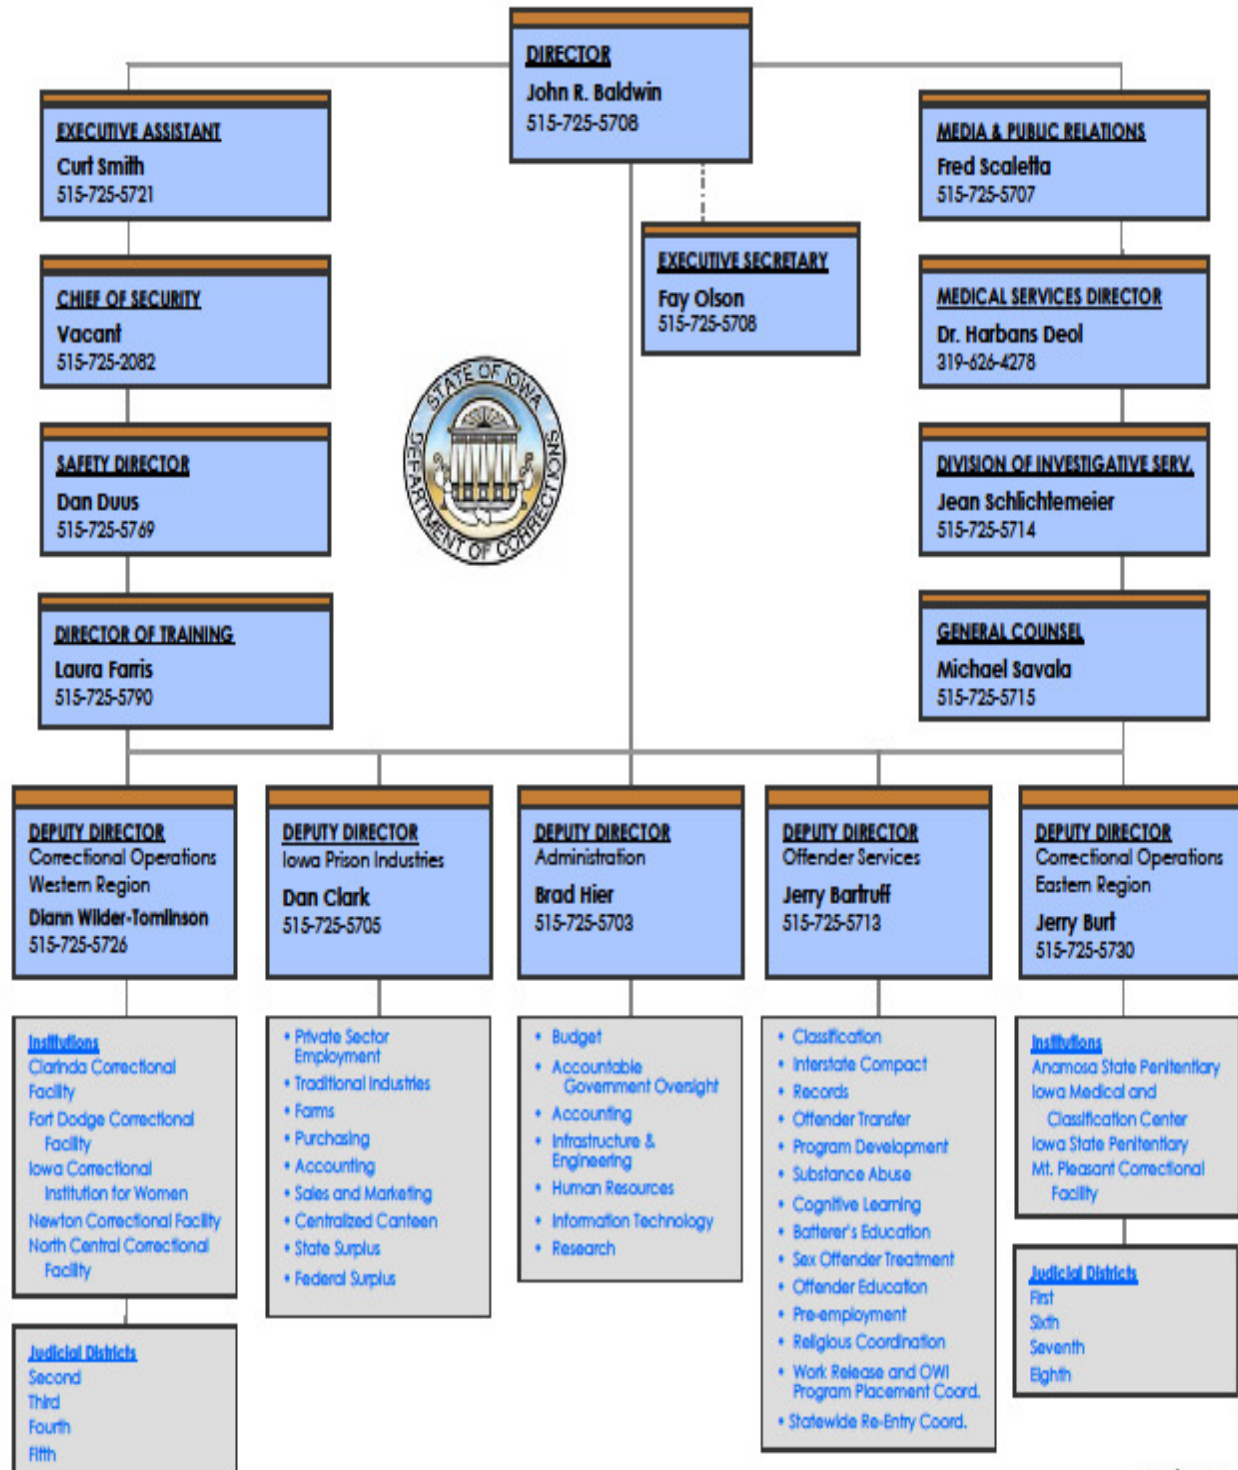 DIRECTOR
John R. Baldwin
515-725-5708
EXECUTIVE ASSISTANT
Curt Smith
515-725-5721
MEDIA & PUBLIC RELATIONS
Fred Scaletta
515-725-5707
EXECUTIVE SECRETARY
Fay Olson
515-725-5708
CHIEF OF SECURITY
Vacant
515-725-2082
MEDICAL SERVICES DIRECTOR
Dr. Harbans Deol
319-626-4278
STATE OF IOWA
DEPARTMENT OF CORRECTIONS
SAFETY DIRECTOR
Dan Duus
515-725-5769
DIVISION OF INVESTIGATIVE SERV.
Jean Schlichtemeier
515-725-5714
DIRECTOR OF TRAINING
Laura Farris
515-725-5790
GENERAL COUNSEL
Michael Savala
515-725-5715
DEPUTY DIRECTOR
Correctional Operations
Western Region
Diann Wilder-Tomlinson
515-725-5726
DEPUTY DIRECTOR
Iowa Prison Industries
Dan Clark
515-725-5705
DEPUTY DIRECTOR
Administration
Brad Hier
515-725-5703
DEPUTY DIRECTOR
Offender Services
Jerry Bartruff
515-725-5713
DEPUTY DIRECTOR
Correctional Operations
Eastern Region
Jerry Burt
515-725-5730
Institutions
Clarinda Correctional
Facility
Fort Dodge Correctional
Facility
Iowa Correctional
Institution for Women
Newton Correctional Facility
North Central Correctional
Facility
Judicial Districts
Second
Third
Fourth
Fifth
• Private Sector
Employment
• Traditional Industries
• Farms
• Purchasing
• Accounting
• Sales and Marketing
• Centralized Canteen
• State Surplus
• Federal Surplus
• Budget
• Accountable
Government Oversight
• Accounting
• Infrastructure &
Engineering
• Human Resources
• Information Technology
• Research
• Classification
• Interstate Compact
• Records
• Offender Transfer
• Program Development
• Substance Abuse
• Cognitive Learning
• Batterer's Education
• Sex Offender Treatment
• Offender Education
• Pre-employment
• Religious Coordination
• Work Release and OWI
Program Placement Coord.
• Statewide Re-Entry Coord.
Institutions
Anamosa State Penitentiary
Iowa Medical and
Classification Center
Iowa State Penitentiary
Mt. Pleasant Correctional
Facility
Judicial Districts
First
Sixth
Seventh
Eighth